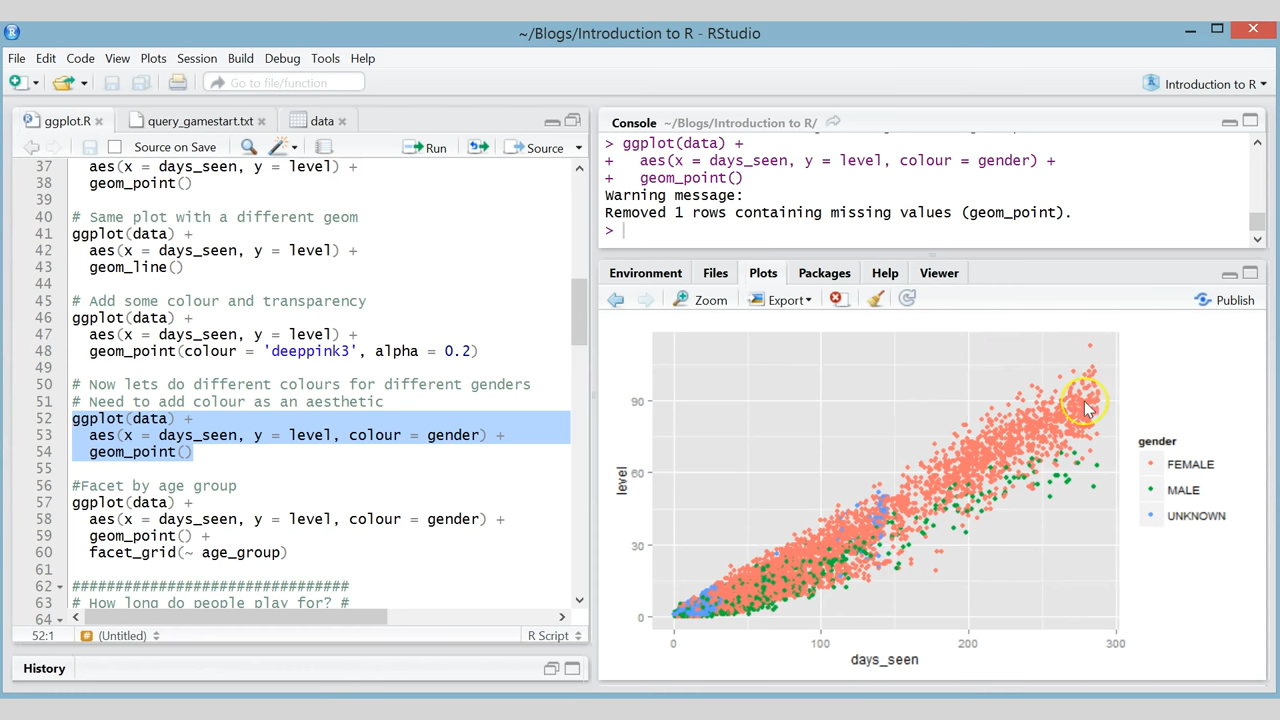 ~/Blogs/Introduction to R - RStudio
File Edit Code View Plots Session Build Debug Tools Help
Go to file/function
Introduction to R
ggplot.R
query_gamestart.txt
data
Source on Save
Run
Source
37 aes(x = days_seen, y = level) +
38 geom_point()
39
40 # Same plot with a different geom
41 ggplot(data) +
42 aes(x = days_seen, y = level) +
43 geom_line()
44
45 # Add some colour and transparency
46 ggplot(data) +
47 aes(x = days_seen, y = level) +
48 geom_point(colour = 'deeppink3', alpha = 0.2)
49
50 # Now lets do different colours for different genders
51 # Need to add colour as an aesthetic
52 ggplot(data) +
53 aes(x = days_seen, y = level, colour = gender) +
54 geom_point()
55
56 #Facet by age group
57 ggplot(data) +
58 aes(x = days_seen, y = level, colour = gender) +
59 geom_point() +
60 facet_grid(~ age_group)
61
62 ################################
63 # How long do people play for? #
64
52:1 (Untitled) R Script
History
Console ~/Blogs/Introduction to R/
> ggplot(data) +
+ aes(x = days_seen, y = level, colour = gender) +
+ geom_point()
Warning message:
Removed 1 rows containing missing values (geom_point).
>
Environment Files Plots Packages Help Viewer
Zoom Export Publish
90
60
30
0
level
0 100 200 300
days_seen
gender
FEMALE
MALE
UNKNOWN